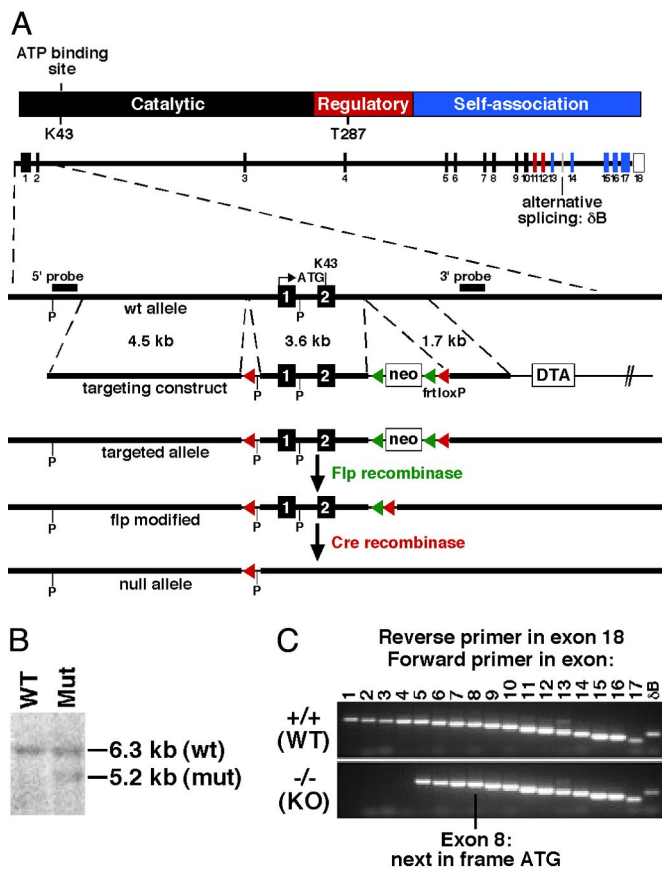 A
ATP binding
site
Catalytic
Regulatory
Self-association
K43
T287
1 2 3 4 5 6 7 8 9 10 11 12 13 14 15 16 17 18
alternative
splicing: δB
5' probe
ATG
K43
3' probe
1 2
P
wt allele
P
4.5 kb
3.6 kb
1.7 kb
targeting construct
P
1
P
2
neo
frtloxP
DTA
//
P
targeted allele
P
1
P
2
neo
Flp recombinase
P
flp modified
P
1
P
2
Cre recombinase
P
null allele
P
B
WT
Mut
6.3 kb (wt)
5.2 kb (mut)
C
Reverse primer in exon 18
Forward primer in exon:
1 2 3 4 5 6 7 8 9 10 11 12 13 14 15 16 17 δB
+/+
(WT)
-/-
(KO)
Exon 8:
next in frame ATG